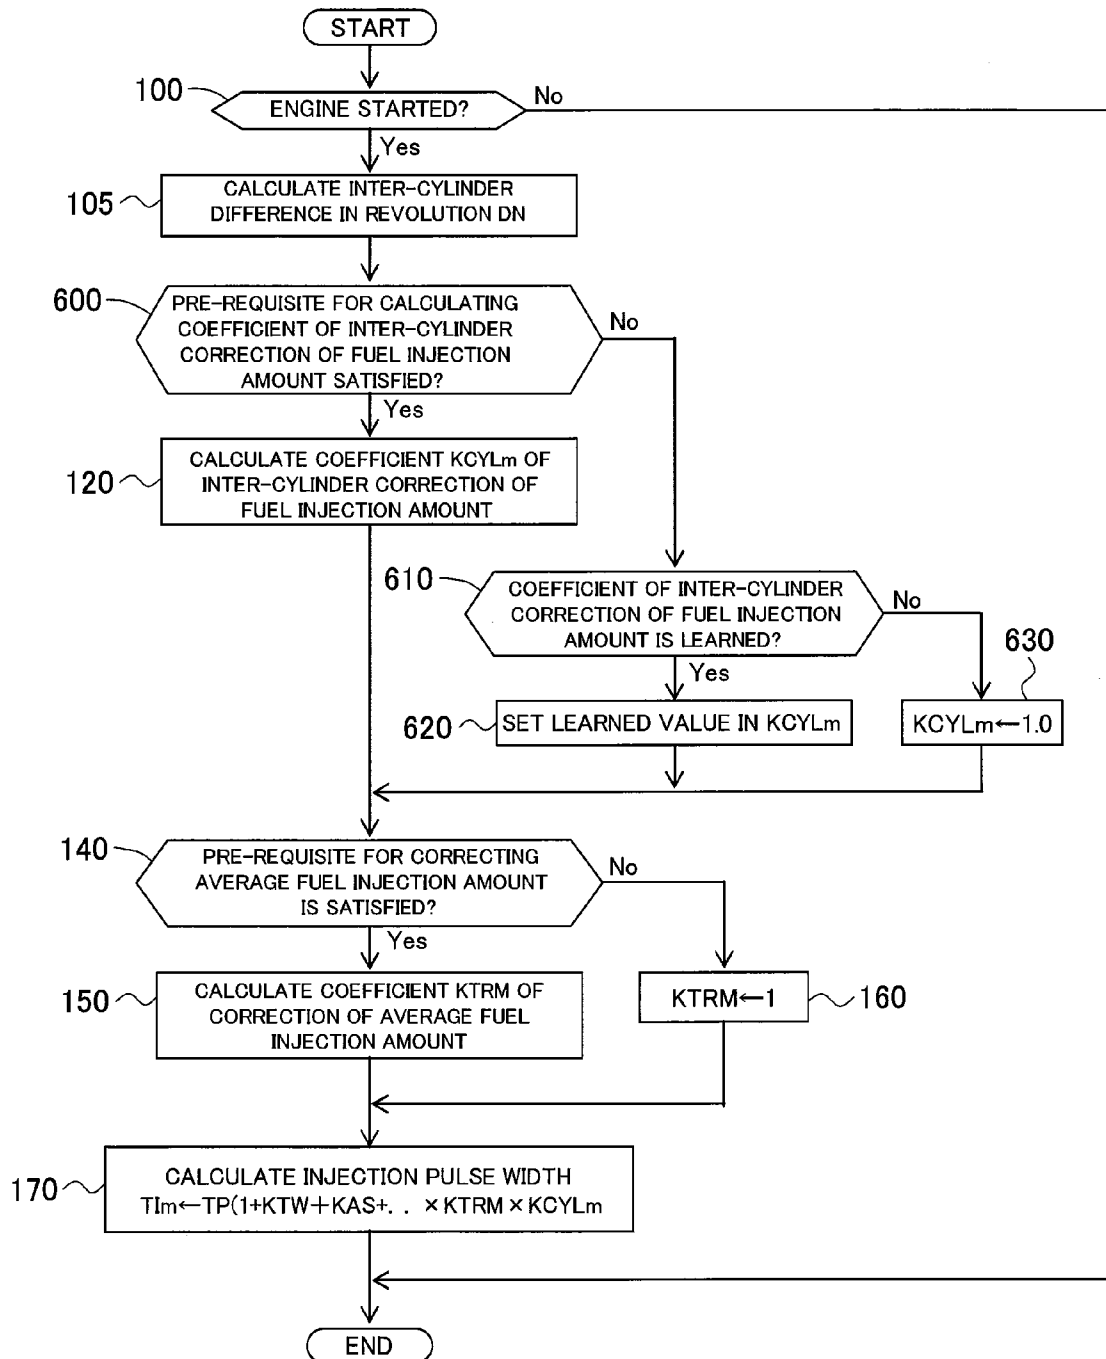 START
100
ENGINE STARTED?
No
Yes
105
CALCULATE INTER-CYLINDER
DIFFERENCE IN REVOLUTION DN
600
PRE-REQUISITE FOR CALCULATING
COEFFICIENT OF INTER-CYLINDER
CORRECTION OF FUEL INJECTION
AMOUNT SATISFIED?
No
Yes
120
CALCULATE COEFFICIENT KCYLm OF
INTER-CYLINDER CORRECTION OF
FUEL INJECTION AMOUNT
610
COEFFICIENT OF INTER-CYLINDER
CORRECTION OF FUEL INJECTION
AMOUNT IS LEARNED?
No
Yes
620
SET LEARNED VALUE IN KCYLm
630
KCYLm←1.0
140
PRE-REQUISITE FOR CORRECTING
AVERAGE FUEL INJECTION AMOUNT
IS SATISFIED?
No
Yes
150
CALCULATE COEFFICIENT KTRM OF
CORRECTION OF AVERAGE FUEL
INJECTION AMOUNT
KTRM←1
160
170
CALCULATE INJECTION PULSE WIDTH
TIm←TP(1+KTW+KAS+. . ×KTRM×KCYLm
END